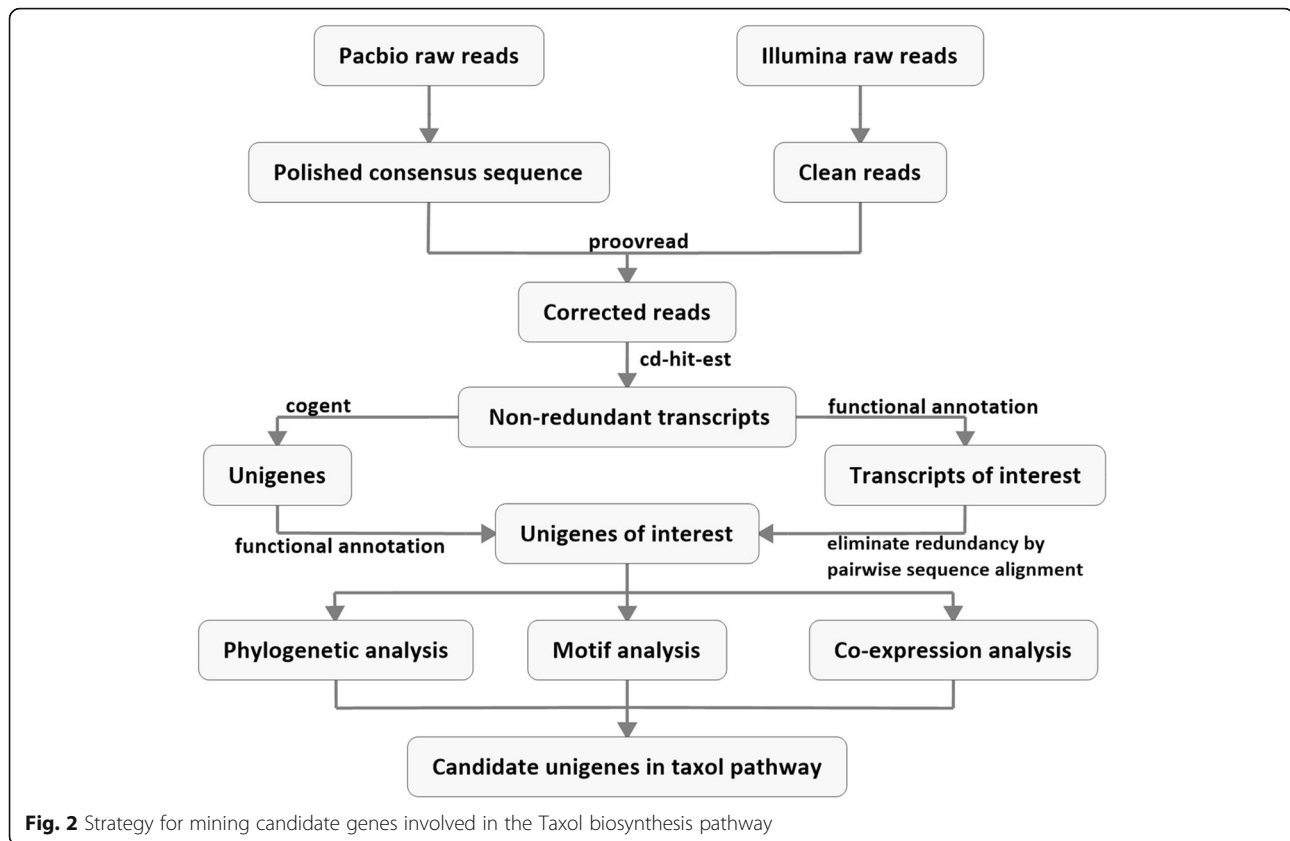 Pacbio raw reads
Illumina raw reads
Polished consensus sequence
Clean reads
proovread
Corrected reads
cd-hit-est
cogent
Non-redundant transcripts
functional annotation
Unigenes
Transcripts of interest
Unigenes of interest
functional annotation
eliminate redundancy by
pairwise sequence alignment
Phylogenetic analysis
Motif analysis
Co-expression analysis
Candidate unigenes in taxol pathway
Fig. 2 Strategy for mining candidate genes involved in the Taxol biosynthesis pathway